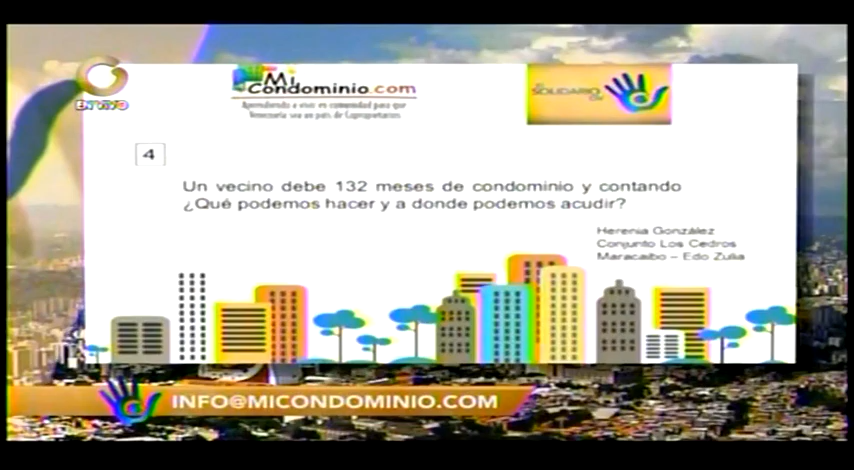 EN VIVO
Mi
Condominio.com
Aprendiendo a vivir en comunidad para que
Venezuela sea un país de Copropietarios.
SOLIDARIO
4
Un vecino debe 132 meses de condominio y contando
¿Qué podemos hacer y a donde podemos acudir?
Herenia González
Conjunto Los Cedros
Maracaibo – Edo Zulia
INFO@MICONDOMINIO.COM